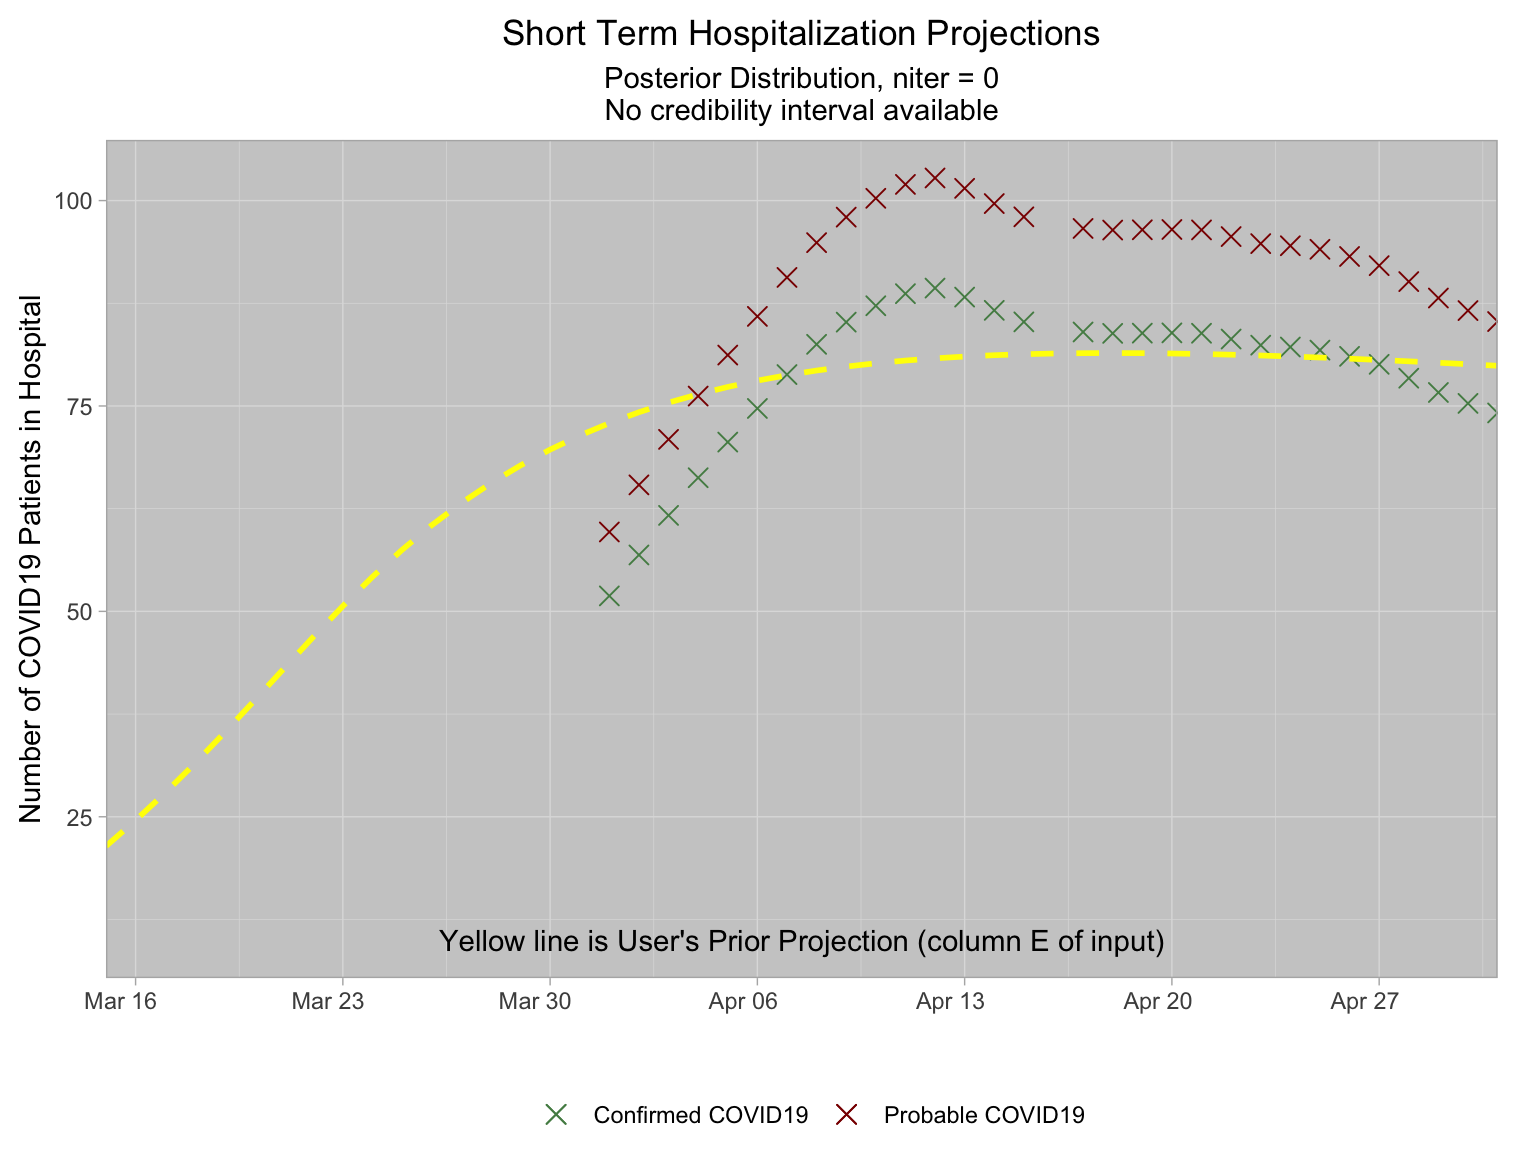 Short Term Hospitalization Projections
Posterior Distribution, niter = 0
No credibility interval available
Number of COVID19 Patients in Hospital
100
75
50
25
Yellow line is User's Prior Projection (column E of input)
Mar 16 Mar 23 Mar 30 Apr 06 Apr 13 Apr 20 Apr 27
Confirmed COVID19 Probable COVID19